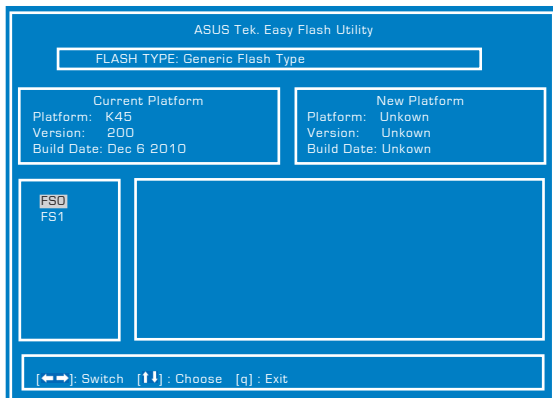 ASUS Tek. Easy Flash Utility
FLASH TYPE: Generic Flash Type
Current Platform
Platform: K45
Version: 200
Build Date: Dec 6 2010
New Platform
Platform: Unkown
Version: Unkown
Build Date: Unkown
FS0
FS1
[←→]: Switch [↑↓] : Choose [q] : Exit